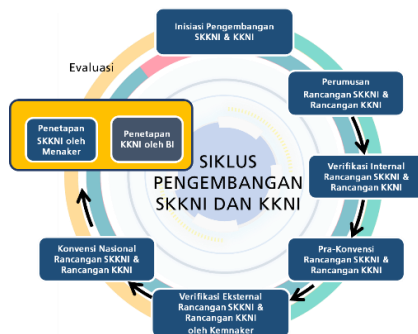 Inisiasi Pengembangan
SKKNI & KKNI
Evaluasi
Perumusan
Rancangan SKKNI &
Rancangan KKNI
Penetapan
SKKNI oleh
Menaker
Penetapan
KKNI oleh BI
SIKLUS
PENGEMBANGAN
SKKNI DAN KKNI
Verifikasi Internal
Rancangan SKKNI &
Rancangan KKNI
Konvensi Nasional
Rancangan SKKNI &
Rancangan KKNI
Pra-Konvensi
Rancangan SKKNI &
Rancangan KKNI
Verifikasi Eksternal
Rancangan SKKNI &
Rancangan KKNI
oleh Kemnaker